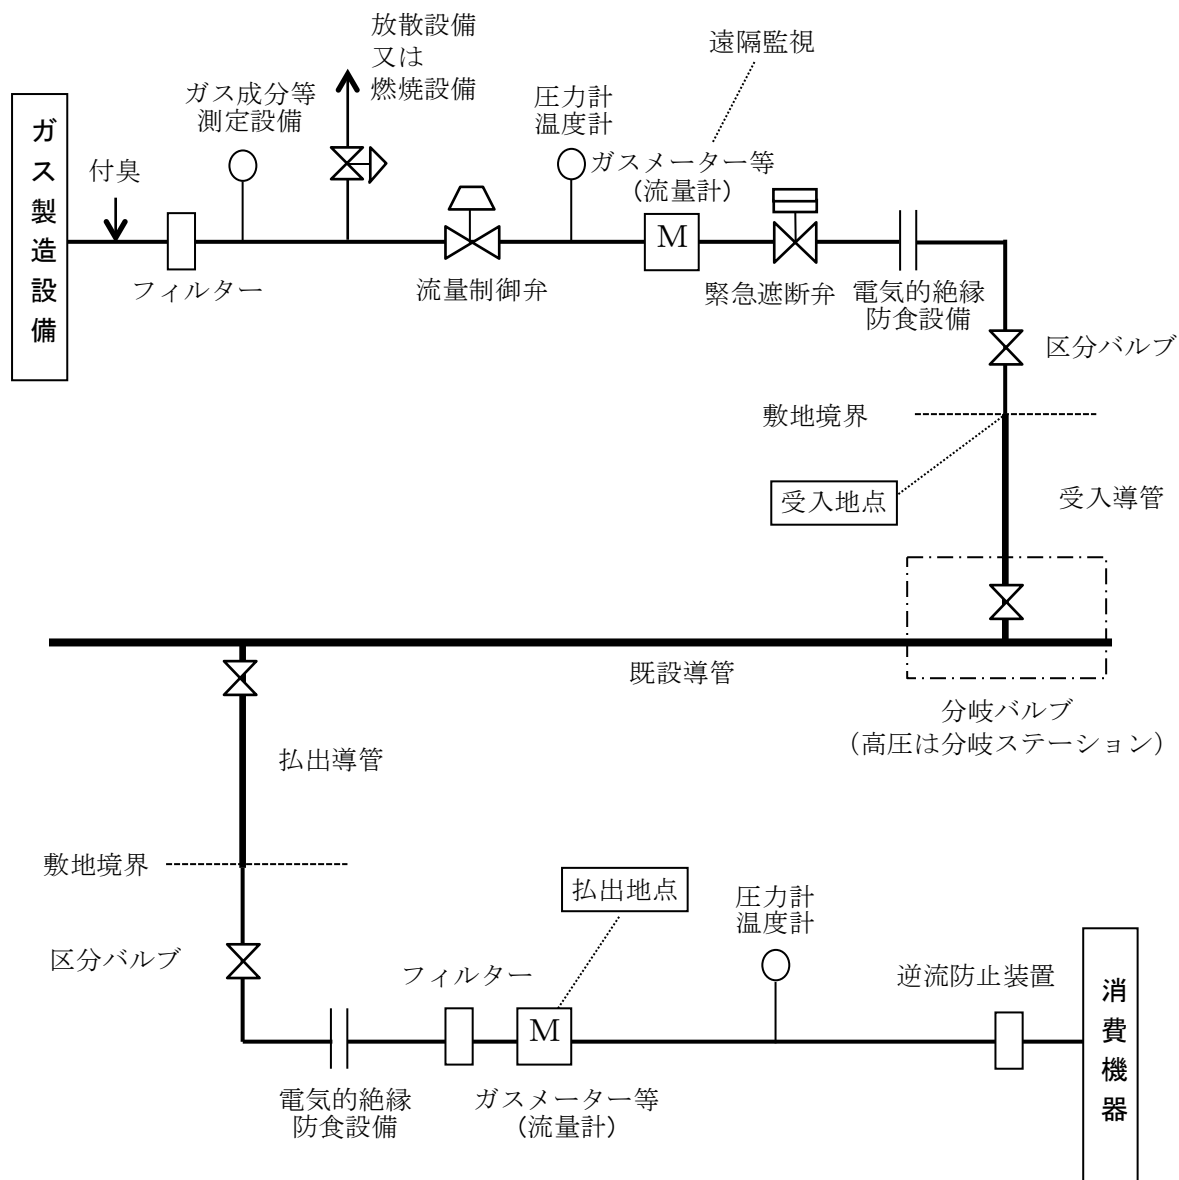 放散設備
又は
燃焼設備
遠隔監視
ガス成分等
測定設備
圧力計
温度計
ガス製造設備
付臭
ガスメーター等
（流量計）
M
フィルター
流量制御弁
緊急遮断弁
電気的絶縁
防食設備
区分バルブ
敷地境界
受入地点
受入導管
既設導管
分岐バルブ
（高圧は分岐ステーション）
払出導管
敷地境界
払出地点
圧力計
温度計
区分バルブ
フィルター
逆流防止装置
消費機器
M
電気的絶縁
防食設備
ガスメーター等
（流量計）